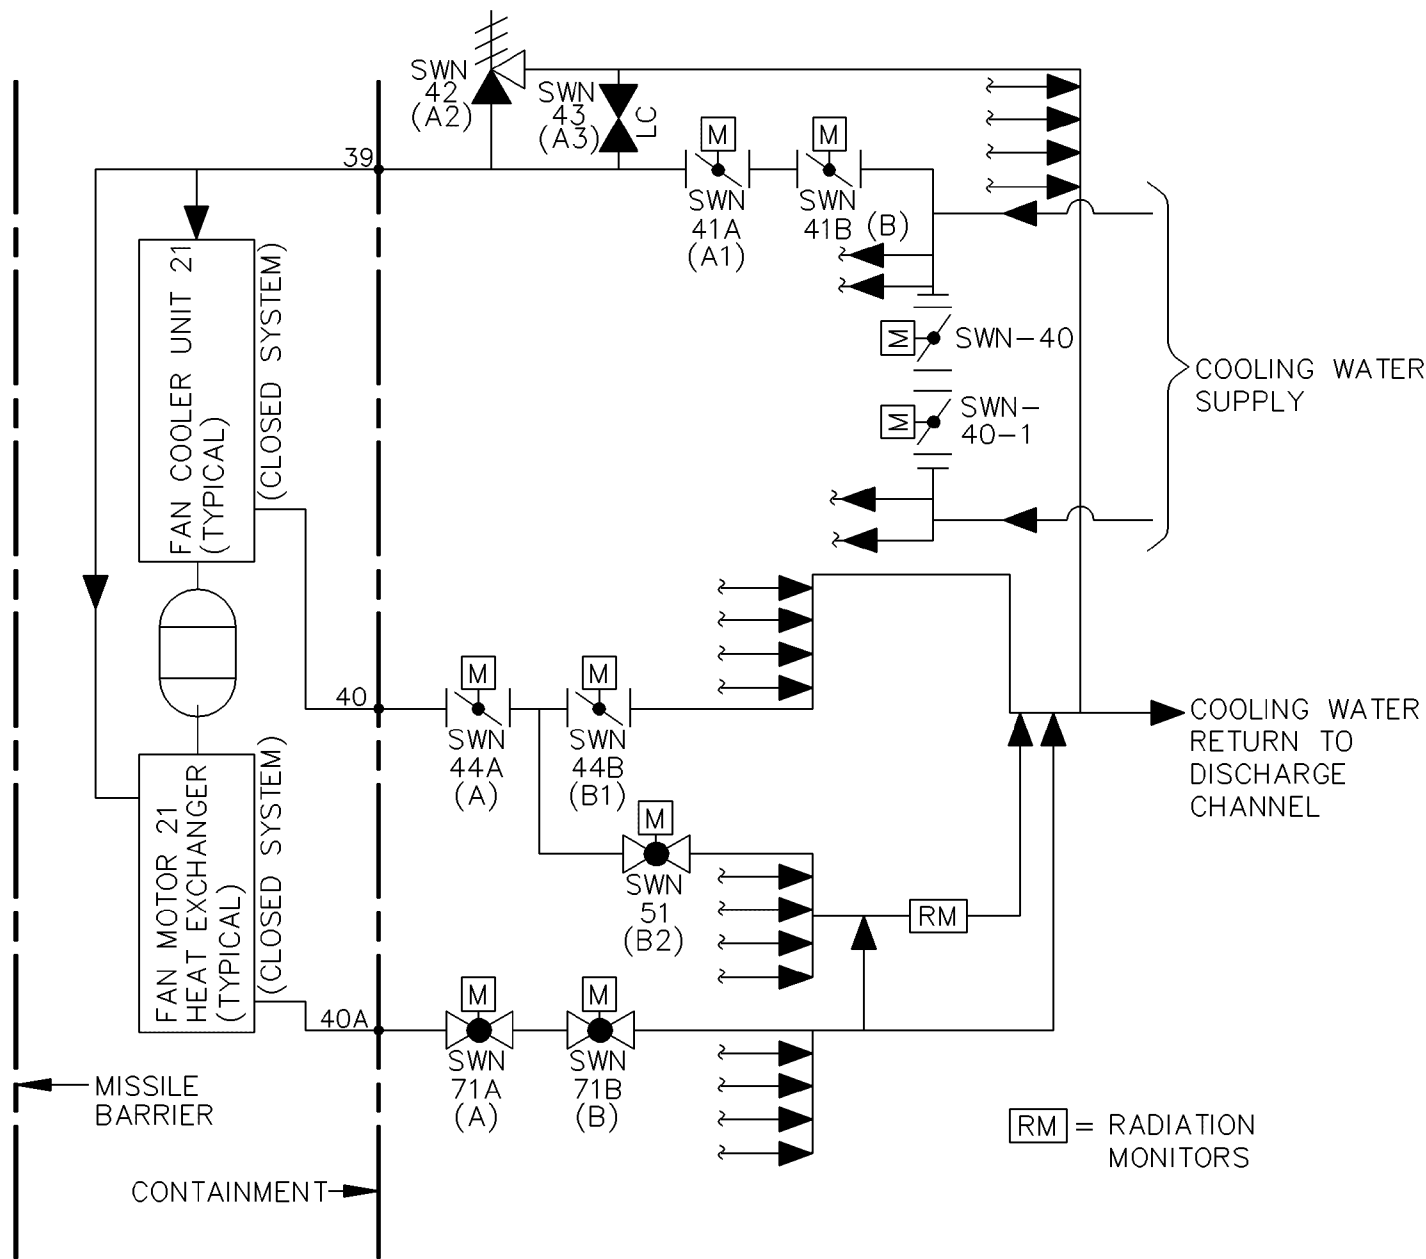 SWN
42
(A2)
SWN
43
(A3)
LC
M
M
39
SWN
41A
(A1)
SWN
41B (B)
FAN COOLER UNIT 21
(TYPICAL)
(CLOSED SYSTEM)
M
SWN-40
M
SWN-
40-1
COOLING WATER
SUPPLY
40
M
SWN
44A
(A)
M
SWN
44B
(B1)
COOLING WATER
RETURN TO
DISCHARGE
CHANNEL
FAN MOTOR 21
HEAT EXCHANGER
(TYPICAL)
(CLOSED SYSTEM)
M
SWN
51
(B2)
RM
40A
M
SWN
71A
(A)
M
SWN
71B
(B)
MISSILE
BARRIER
RM = RADIATION
MONITORS
CONTAINMENT